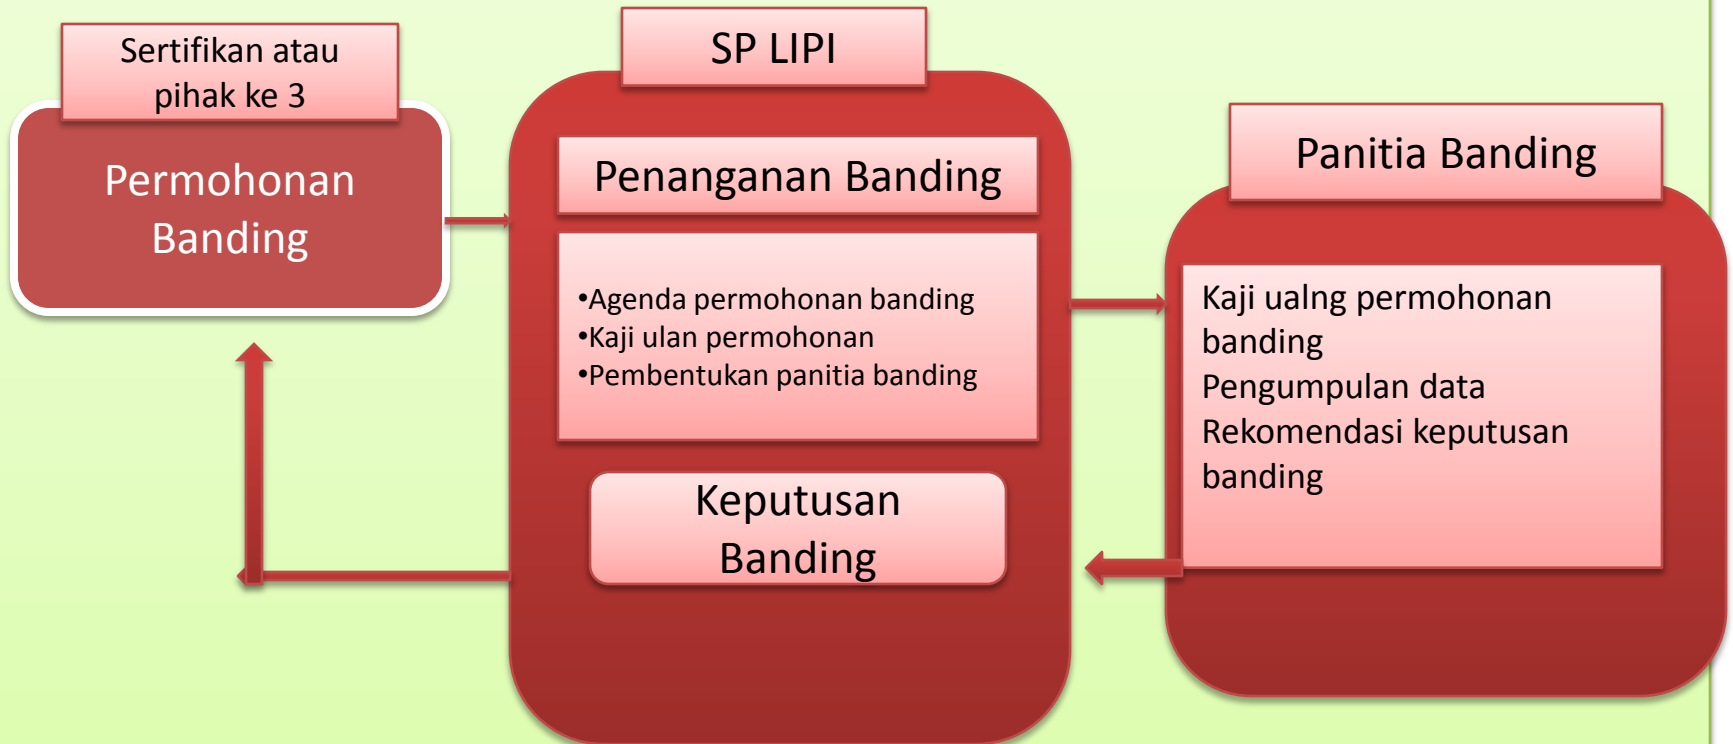 Sertifikan atau
pihak ke 3
Permohonan
Banding
SP LIPI
Penanganan Banding
•Agenda permohonan banding
•Kaji ulan permohonan
•Pembentukan panitia banding
Keputusan
Banding
Panitia Banding
Kaji ualng permohonan
banding
Pengumpulan data
Rekomendasi keputusan
banding